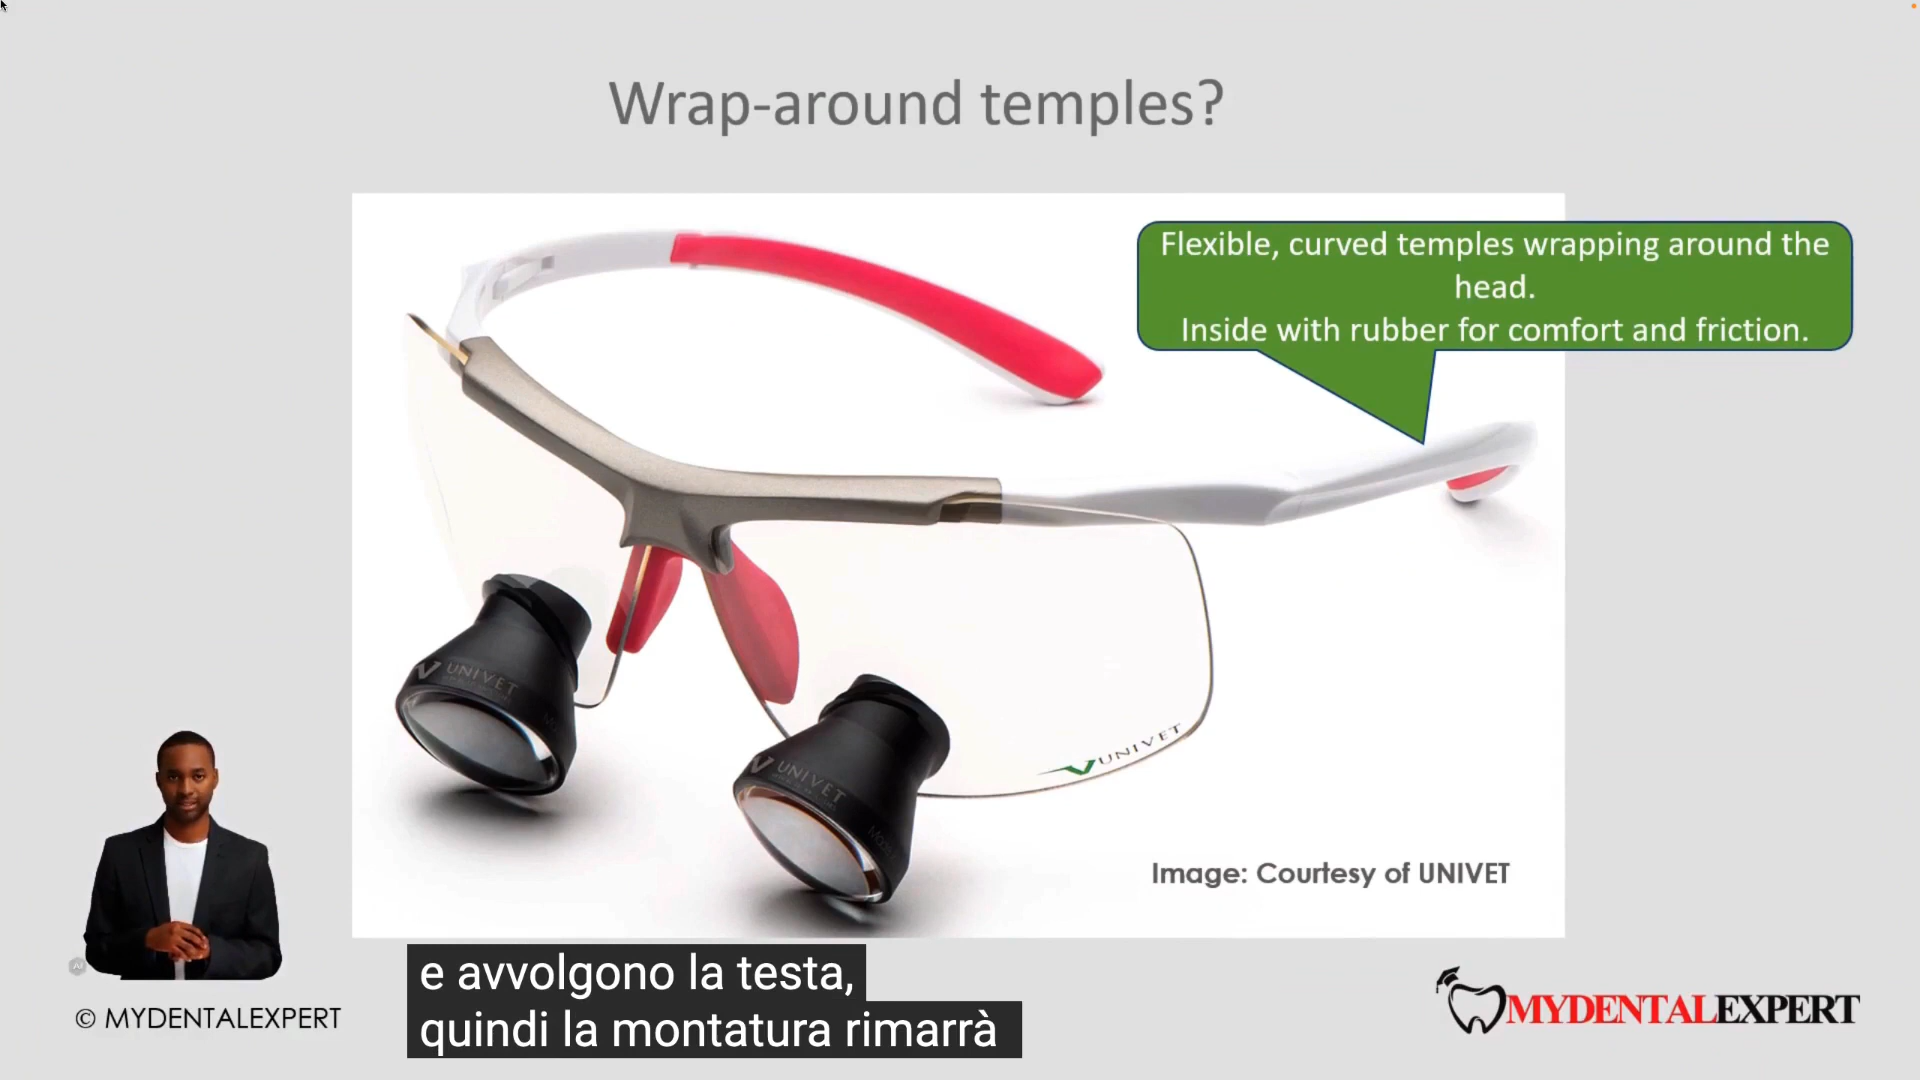 Wrap-around temples?
Flexible, curved temples wrapping around the
head.
Inside with rubber for comfort and friction.
UNIVET
UNIVET
UNIVET
Image: Courtesy of UNIVET
AI
e avvolgono la testa,
quindi la montatura rimarrà
© MYDENTALEXPERT
MYDENTALEXPERT